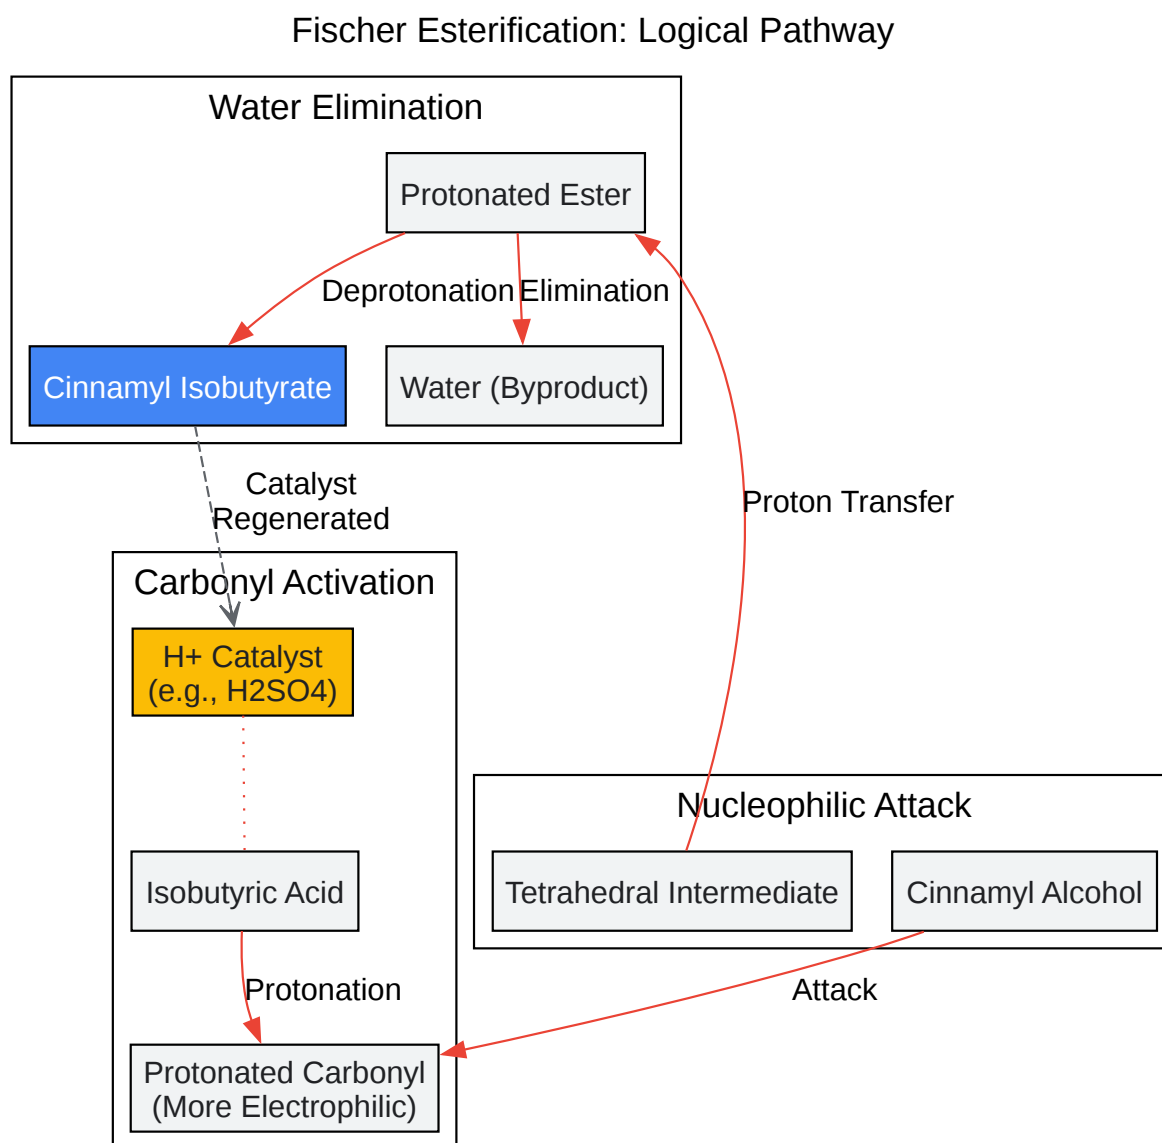 Fischer Esterification: Logical Pathway
Water Elimination
Protonated Ester
Deprotonation
Elimination
Cinnamyl Isobutyrate
Water (Byproduct)
Catalyst
Regenerated
Proton Transfer
Carbonyl Activation
H+ Catalyst
(e.g., H2SO4)
Nucleophilic Attack
Isobutyric Acid
Tetrahedral Intermediate
Cinnamyl Alcohol
Protonation
Attack
Protonated Carbonyl
(More Electrophilic)